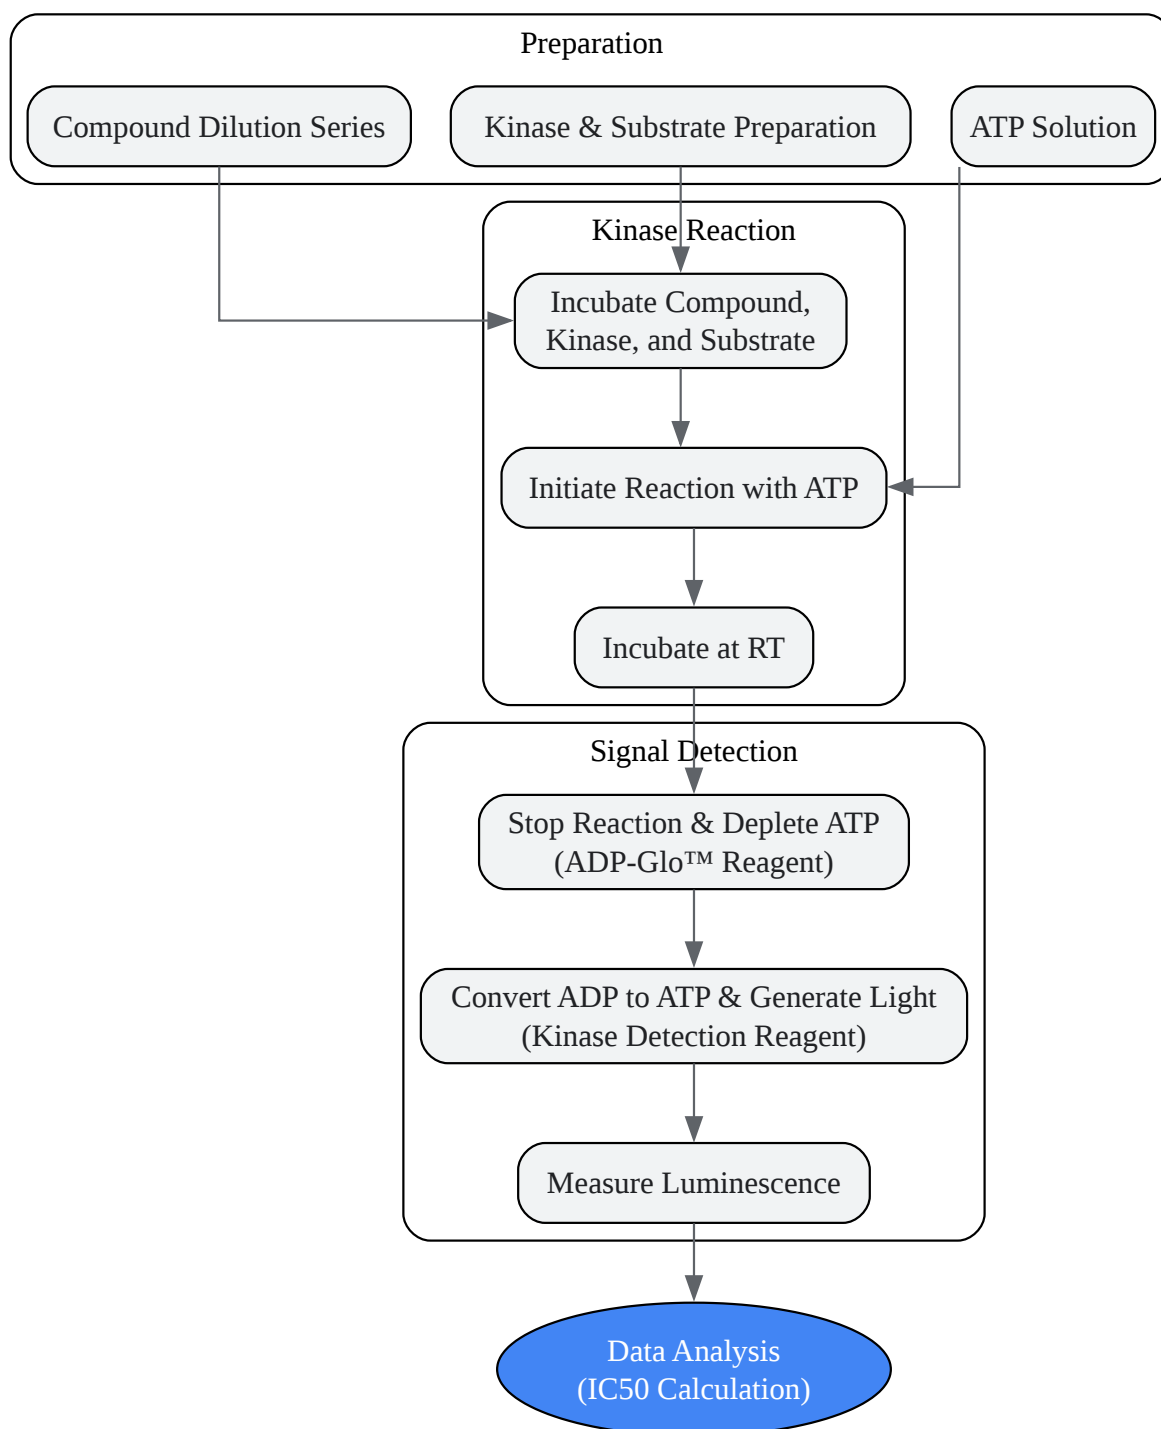 Preparation
Compound Dilution Series
Kinase & Substrate Preparation
ATP Solution
Kinase Reaction
Incubate Compound,
Kinase, and Substrate
Initiate Reaction with ATP
Incubate at RT
Signal Detection
Stop Reaction & Deplete ATP
(ADP-Glo™ Reagent)
Convert ADP to ATP & Generate Light
(Kinase Detection Reagent)
Measure Luminescence
Data Analysis
(IC50 Calculation)